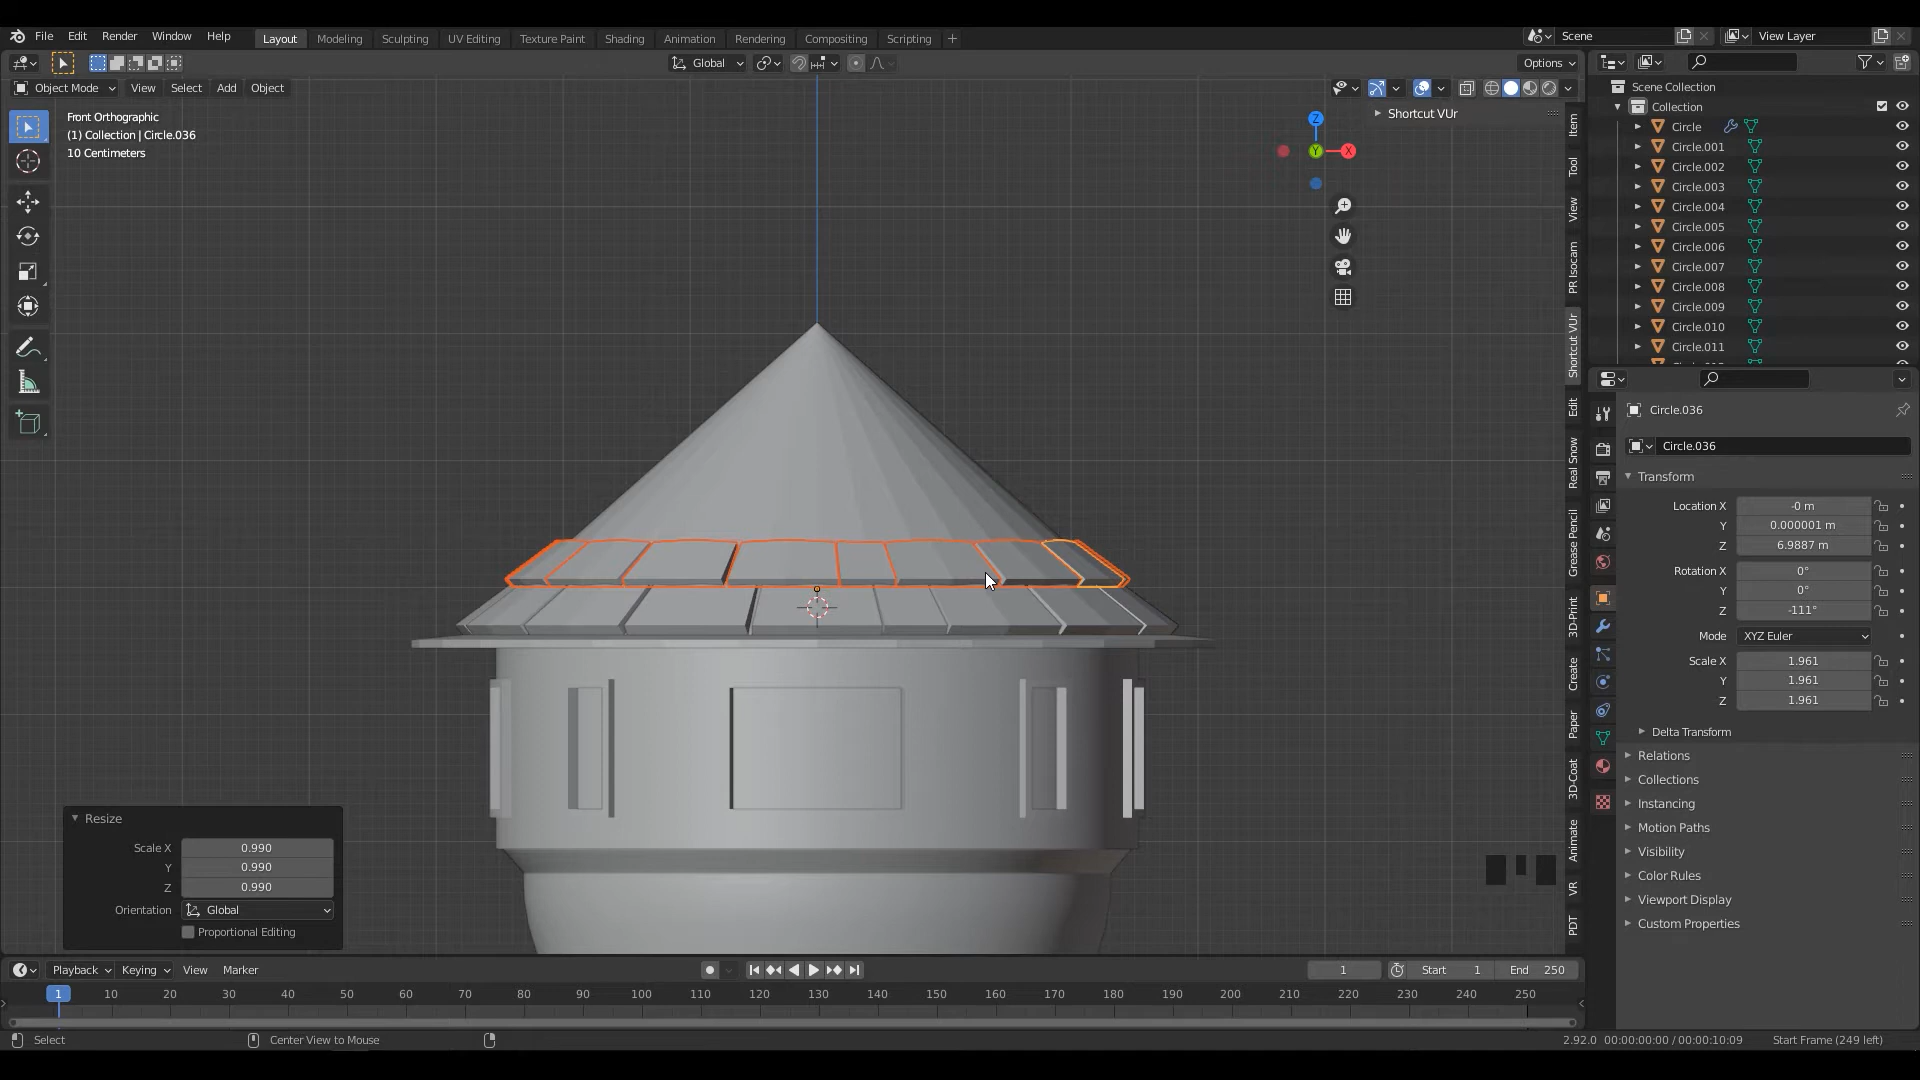 File Edit Render Window Help
Layout Modeling Sculpting UV Editing Texture Paint Shading Animation Rendering Compositing Scripting +
Scene
View Layer
Global
Options
Object Mode View Select Add Object
Front Orthographic
(1) Collection | Circle.036
10 Centimeters
Z
Y
X
Shortcut VUr
Item
Tool
View
PR Isocam
Shortcut VUr
Edit
Real Snow
Grease Pencil
3D-Print
Create
Paper
3D-Coat
Animate
VR
PDT
Scene Collection
Collection
Circle
Circle.001
Circle.002
Circle.003
Circle.004
Circle.005
Circle.006
Circle.007
Circle.008
Circle.009
Circle.010
Circle.011
Circle.036
Circle.036
Transform
Location X -0 m
Y 0.000001 m
Z 6.9887 m
Rotation X 0°
Y 0°
Z -111°
Mode XYZ Euler
Scale X 1.961
Y 1.961
Z 1.961
Delta Transform
Relations
Collections
Instancing
Motion Paths
Visibility
Color Rules
Viewport Display
Custom Properties
Resize
Scale X 0.990
Y 0.990
Z 0.990
Orientation Global
Proportional Editing
Playback Keying View Marker
1 Start 1 End 250
1 10 20 30 40 50 60 70 80 90 100 110 120 130 140 150 160 170 180 190 200 210 220 230 240 250
Select Center View to Mouse
2.92.0 00:00:00:00 / 00:00:10:09 Start Frame (249 left)